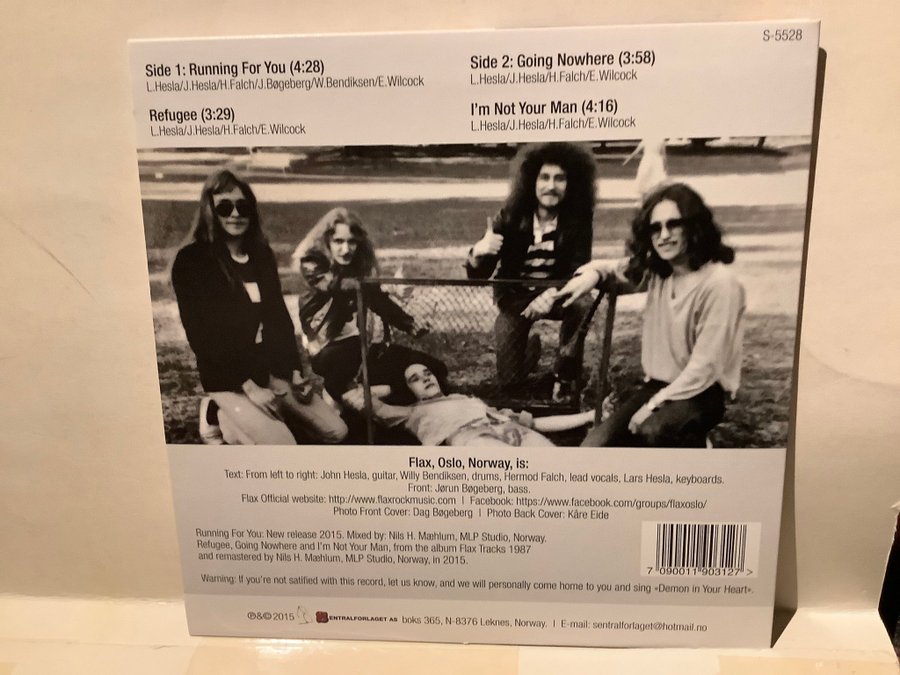 S-5528
Side 1: Running For You (4:28)
L.Hesla/J.Hesla/H.Falch/J.Bøgeberg/W.Bendiksen/E.Wilcock
Refugee (3:29)
L.Hesla/J.Hesla/H.Falch/E.Wilcock
Side 2: Going Nowhere (3:58)
L.Hesla/J.Hesla/H.Falch/E.Wilcock
I'm Not Your Man (4:16)
L.Hesla/J.Hesla/H.Falch/E.Wilcock
Flax, Oslo, Norway, is:
Text: From left to right: John Hesla, guitar, Willy Bendiksen, drums, Hermod Falch, lead vocals, Lars Hesla, keyboards.
Front: Jørun Bøgeberg, bass.
Flax Official website: http://www.flaxrockmusic.com | Facebook: https://www.facebook.com/groups/flaxoslo/
Photo Front Cover: Dag Bøgeberg | Photo Back Cover: Kåre Eide
Running For You: New release 2015. Mixed by: Nils H. Mæhlum, MLP Studio, Norway.
Refugee, Going Nowhere and I'm Not Your Man, from the album Flax Tracks 1987
and remastered by Nils H. Mæhlum, MLP Studio, Norway, in 2015.
7 090011 903127 >
Warning: If you're not satified with this record, let us know, and we will personally come home to you and sing «Demon in Your Heart».
℗&©2015 SENTRALFORLAGET AS boks 365, N-8376 Leknes, Norway. | E-mail: sentralforlaget@hotmail.no